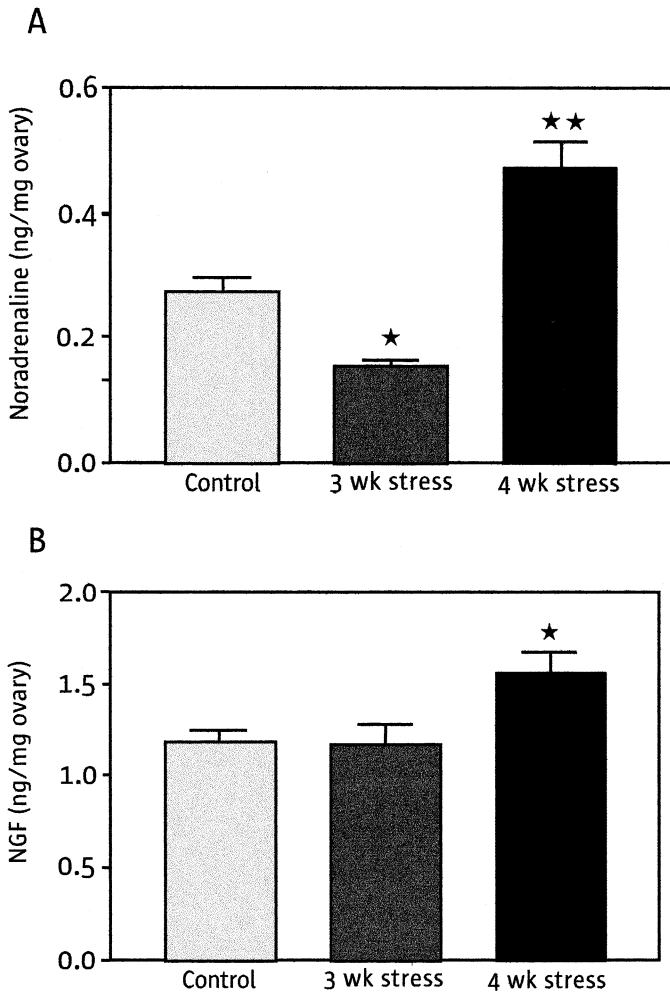 A
Noradrenaline (ng/mg ovary)
0.6
★★
0.4
★
0.2
0.0
Control 3 wk stress 4 wk stress
B
NGF (ng/mg ovary)
2.0
★
1.5
1.0
0.5
0.0
Control 3 wk stress 4 wk stress